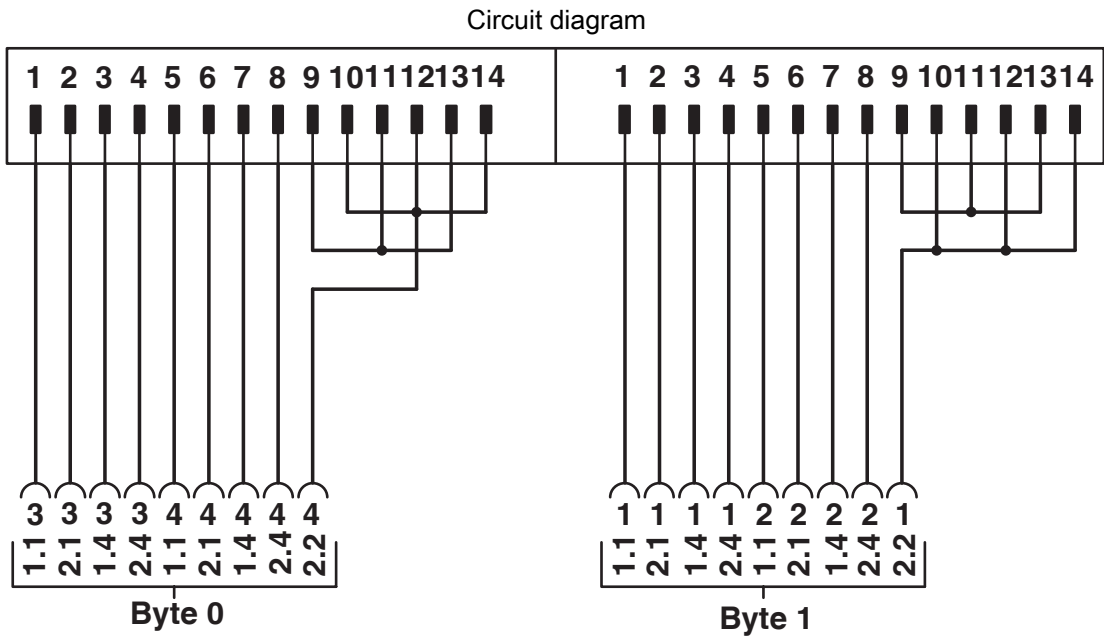 Circuit diagram
1 2 3 4 5 6 7 8 9 10 11 12 13 14 1 2 3 4 5 6 7 8 9 10 11 12 13 14
3 3 3 3 4 4 4 4 4 1 1 1 1 2 2 2 2 1
1.1 2.1 1.4 2.4 1.1 2.1 1.4 2.4 2.2 1.1 2.1 1.4 2.4 1.1 2.1 1.4 2.4 2.2
Byte 0 Byte 1